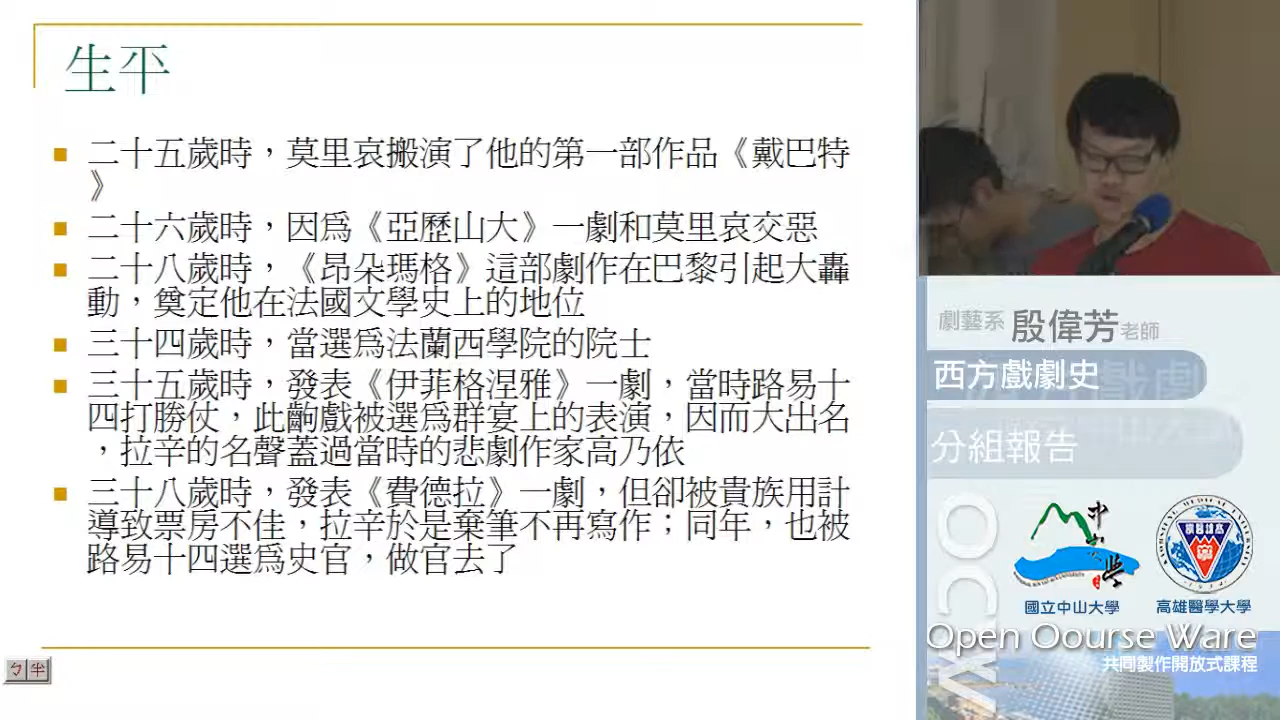 生平
二十五歲時，莫里哀搬演了他的第一部作品《戴巴特
》
二十六歲時，因爲《亞歷山大》一劇和莫里哀交惡
二十八歲時，《昂朵瑪格》這部劇作在巴黎引起大轟
動，奠定他在法國文學史上的地位
三十四歲時，當選爲法蘭西學院的院士
三十五歲時，發表《伊菲格涅雅》一劇，當時路易十
四打勝仗，此齣戲被選爲群宴上的表演，因而大出名
，拉辛的名聲蓋過當時的悲劇作家高乃依
三十八歲時，發表《費德拉》一劇，但卻被貴族用計
導致票房不佳，拉辛於是棄筆不再寫作；同年，也被
路易十四選爲史官，做官去了
ㄅ半
劇藝系 殷偉芳老師
西方戲劇史
分組報告
國立中山大學
高雄醫學大學
OCW
Open Oourse Ware
共同製作開放式課程